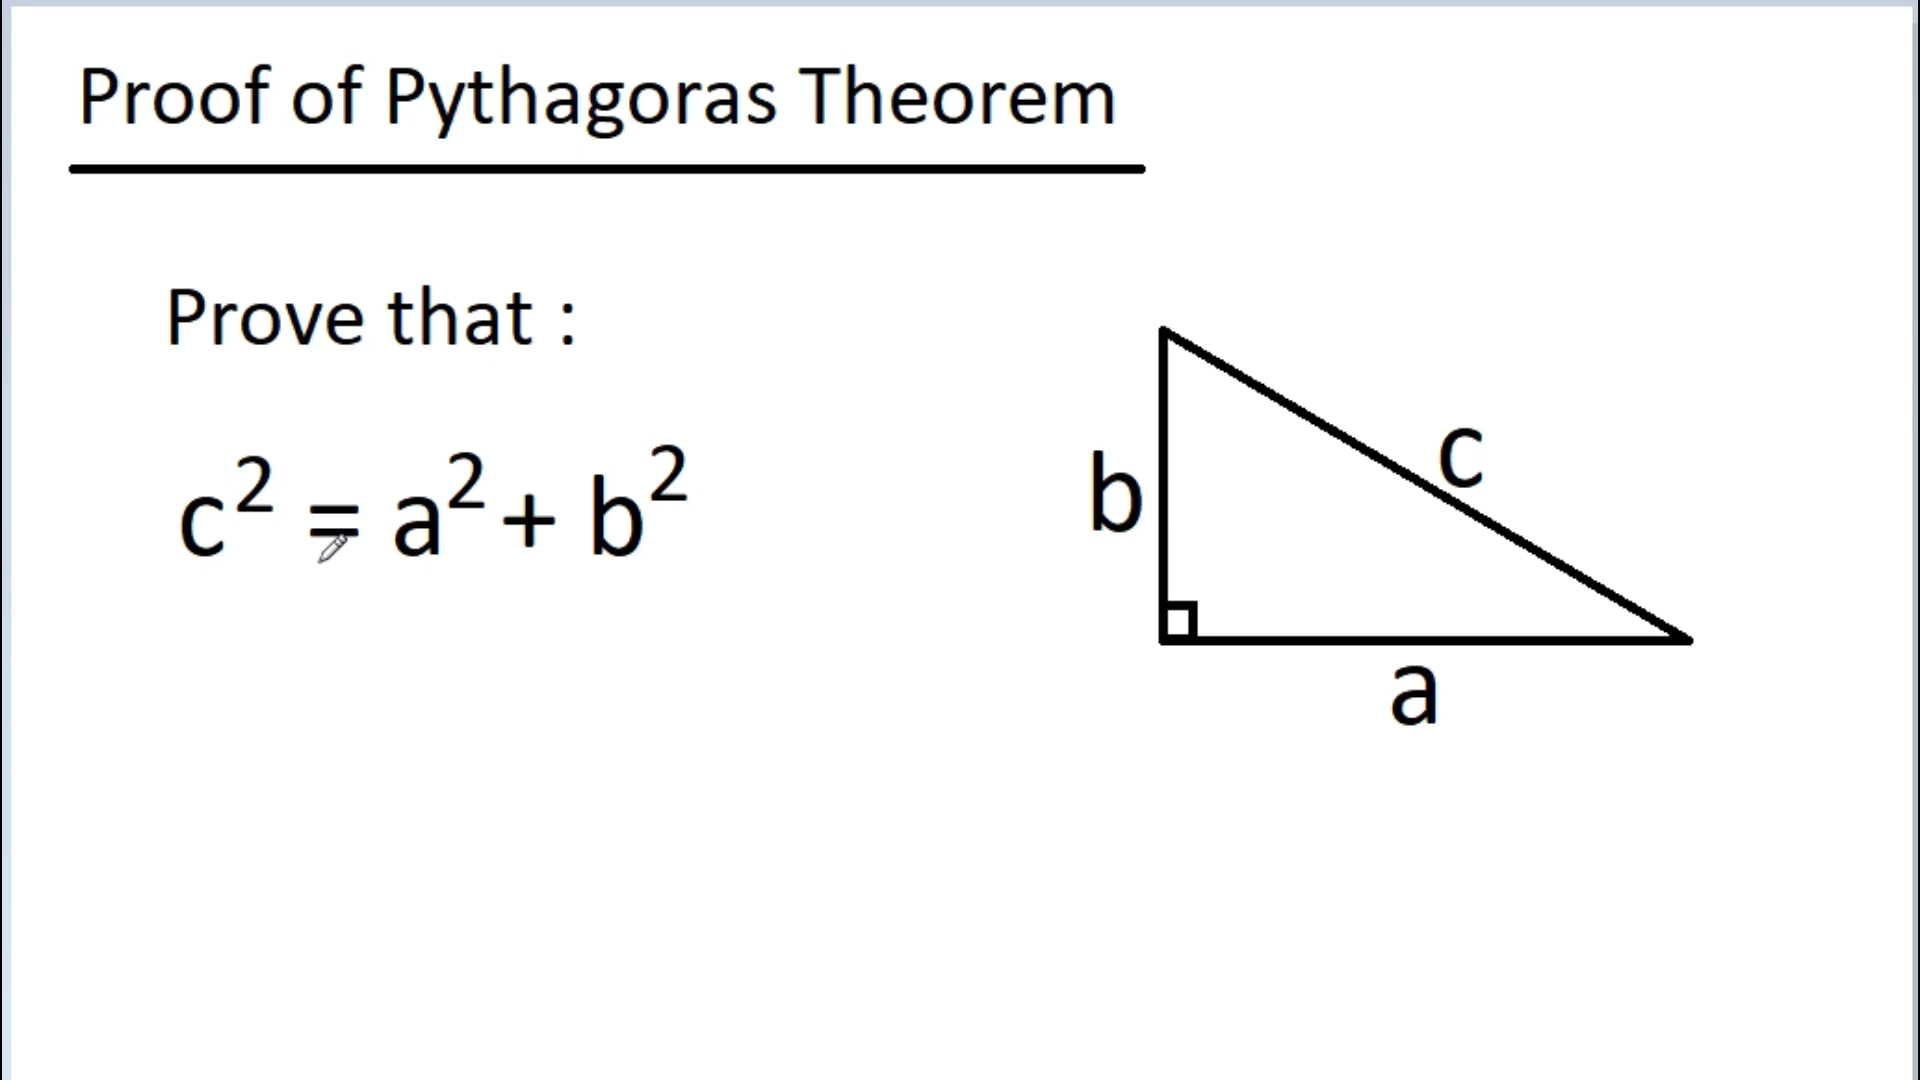 Proof of Pythagoras Theorem
Prove that :
c² = a² + b²
b
c
a